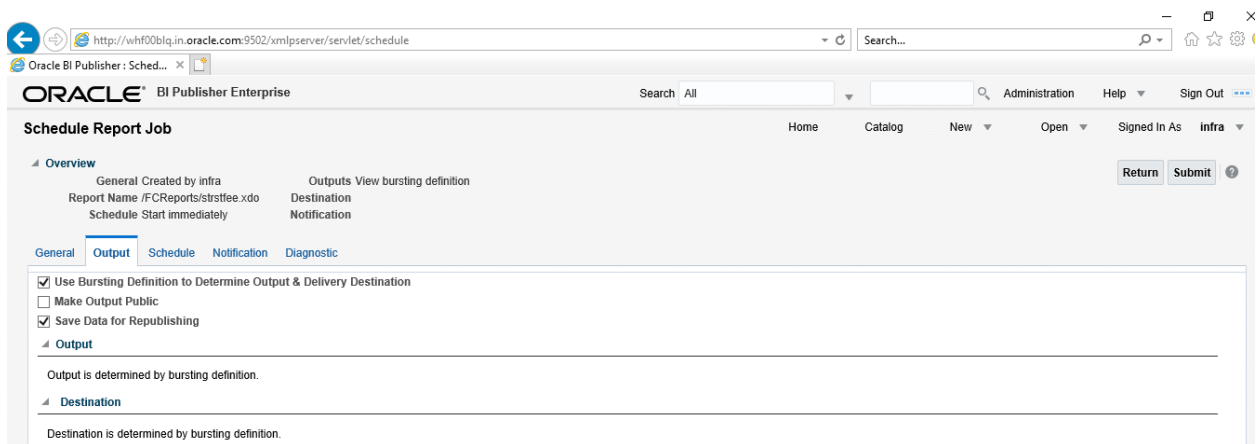 http://whf00blq.in.oracle.com:9502/xmlpserver/servlet/schedule
Search...
Oracle BI Publisher : Sched...
ORACLE BI Publisher Enterprise
Search All
Administration
Help
Sign Out
Schedule Report Job
Home
Catalog
New
Open
Signed In As infra
Overview
Return
Submit
General Created by infra
Outputs View bursting definition
Report Name /FCReports/strstfee.xdo
Destination
Schedule Start immediately
Notification
General
Output
Schedule
Notification
Diagnostic
Use Bursting Definition to Determine Output & Delivery Destination
Make Output Public
Save Data for Republishing
Output
Output is determined by bursting definition.
Destination
Destination is determined by bursting definition.